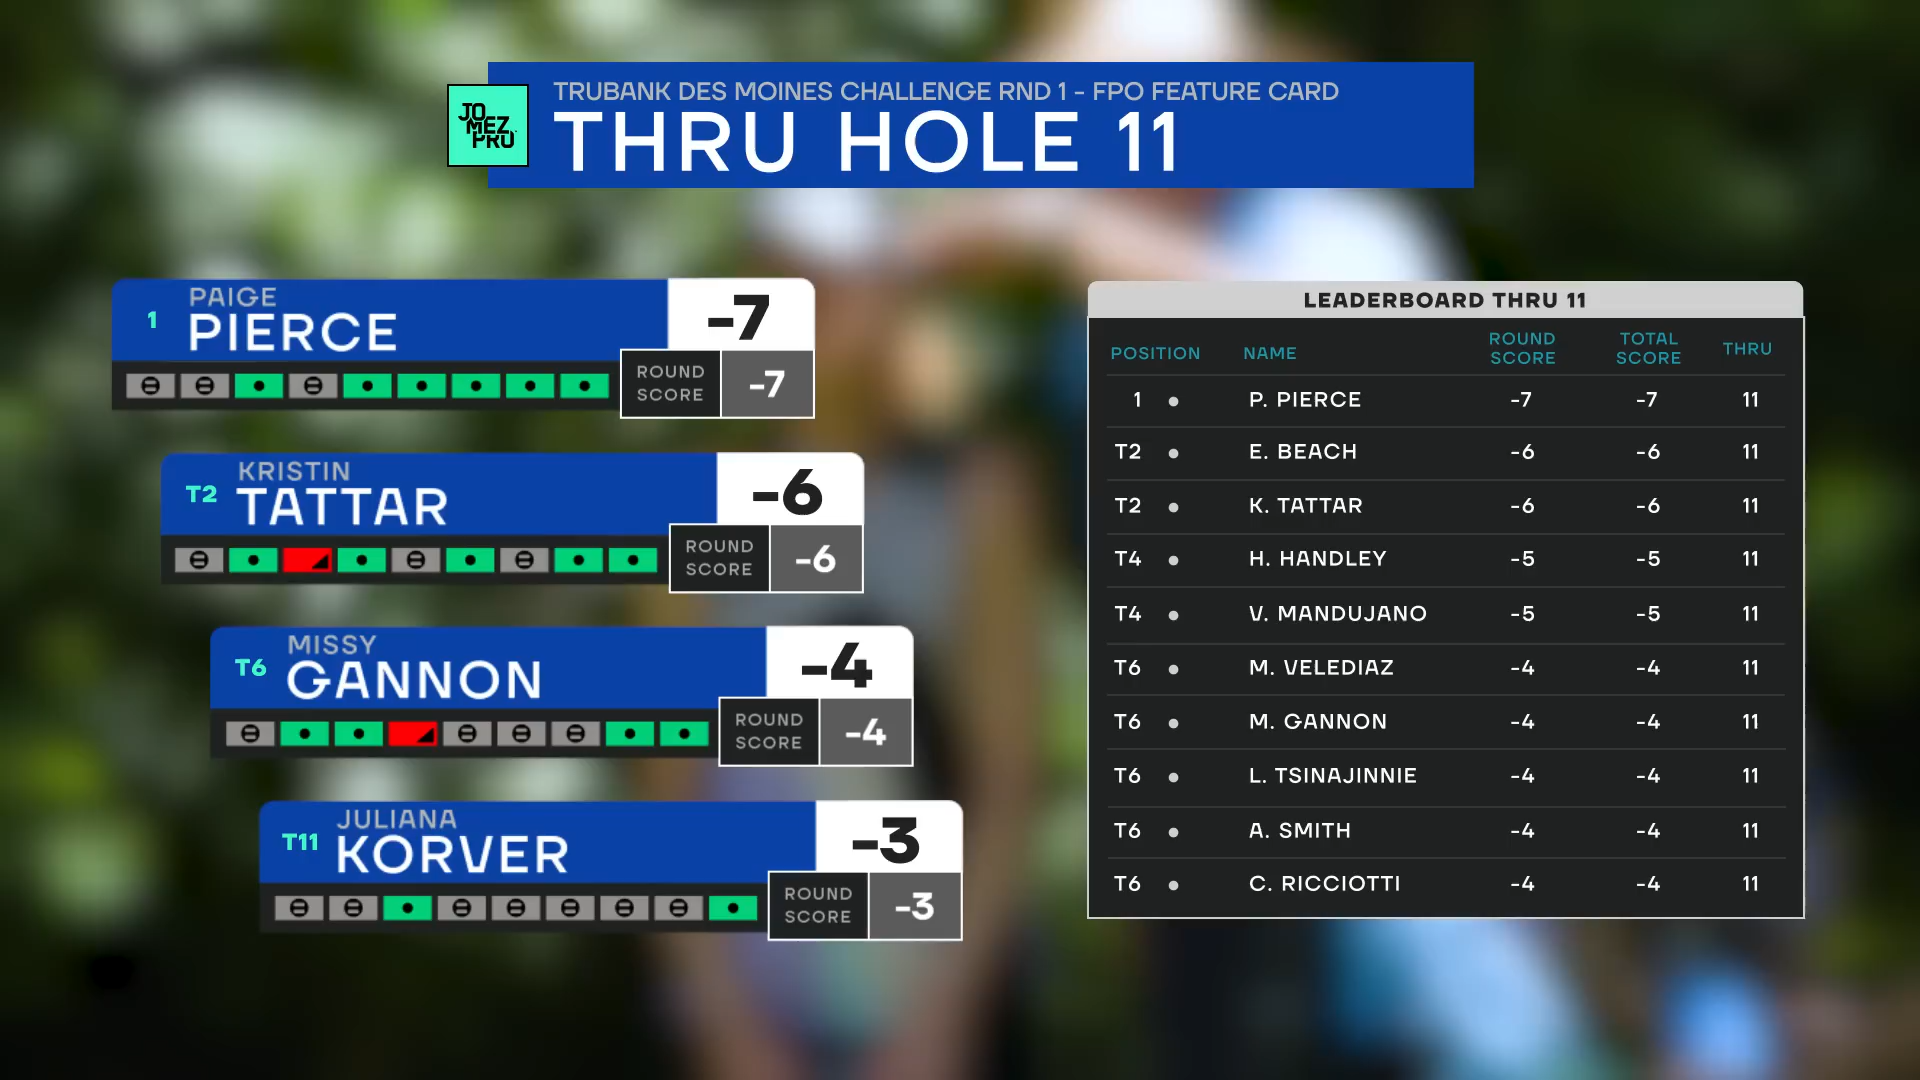 JO
MEZ
PRO
TRUBANK DES MOINES CHALLENGE RND 1 - FPO FEATURE CARD
THRU HOLE 11
1
PAIGE
PIERCE
-7
ROUND
SCORE
-7
T2
KRISTIN
TATTAR
-6
ROUND
SCORE
-6
T6
MISSY
GANNON
-4
ROUND
SCORE
-4
T11
JULIANA
KORVER
-3
ROUND
SCORE
-3
LEADERBOARD THRU 11
POSITION NAME ROUND SCORE TOTAL SCORE THRU
1 P. PIERCE -7 -7 11
T2 E. BEACH -6 -6 11
T2 K. TATTAR -6 -6 11
T4 H. HANDLEY -5 -5 11
T4 V. MANDUJANO -5 -5 11
T6 M. VELEDIAZ -4 -4 11
T6 M. GANNON -4 -4 11
T6 L. TSINAJINNIE -4 -4 11
T6 A. SMITH -4 -4 11
T6 C. RICCIOTTI -4 -4 11